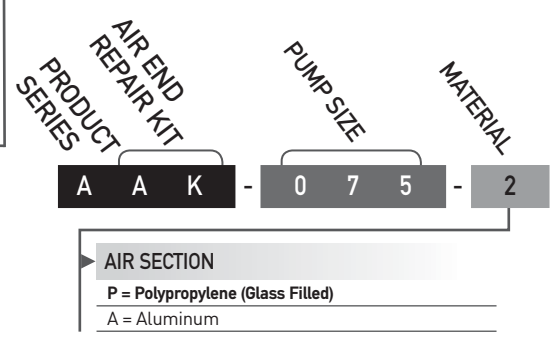 PRODUCT
SERIES
AIR END
REPAIR KIT
PUMP SIZE
MATERIAL
A A K - 0 7 5 - 2
AIR SECTION
P = Polypropylene (Glass Filled)
A = Aluminum